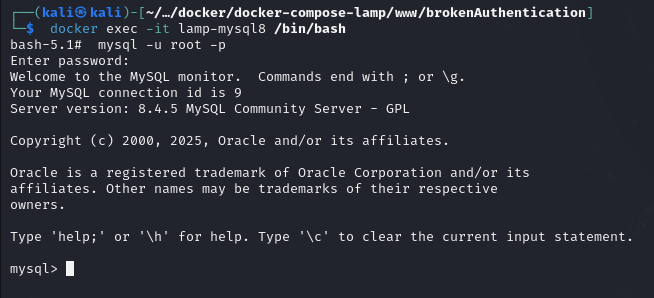 ┌──(kali㉿kali)-[~/…/docker/docker-compose-lamp/www/brokenAuthentication]
└─$ docker exec -it lamp-mysql8 /bin/bash
bash-5.1# mysql -u root -p
Enter password:
Welcome to the MySQL monitor.  Commands end with ; or \g.
Your MySQL connection id is 9
Server version: 8.4.5 MySQL Community Server - GPL

Copyright (c) 2000, 2025, Oracle and/or its affiliates.

Oracle is a registered trademark of Oracle Corporation and/or its
affiliates. Other names may be trademarks of their respective
owners.

Type 'help;' or '\h' for help. Type '\c' to clear the current input statement.

mysql>